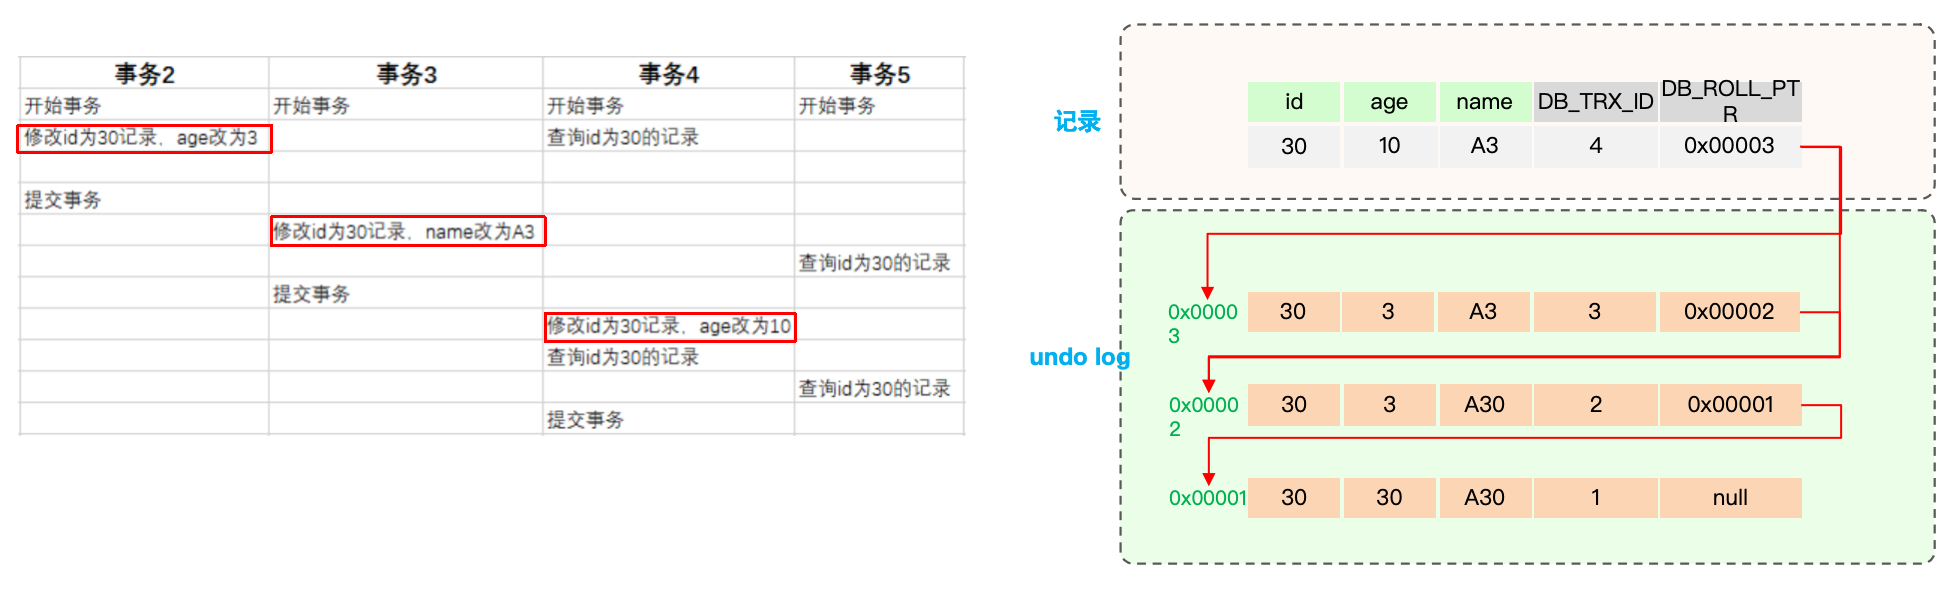 事务2 事务3 事务4 事务5
开始事务 开始事务 开始事务 开始事务
修改id为30记录，age改为3 查询id为30的记录
提交事务
修改id为30记录，name改为A3
查询id为30的记录
提交事务
修改id为30记录，age改为10
查询id为30的记录
查询id为30的记录
提交事务
记录
id age name DB_TRX_ID DB_ROLL_PT
R
30 10 A3 4 0x00003
undo log
0x0000
3
30 3 A3 3 0x00002
0x0000
2
30 3 A30 2 0x00001
0x00001 30 30 A30 1 null